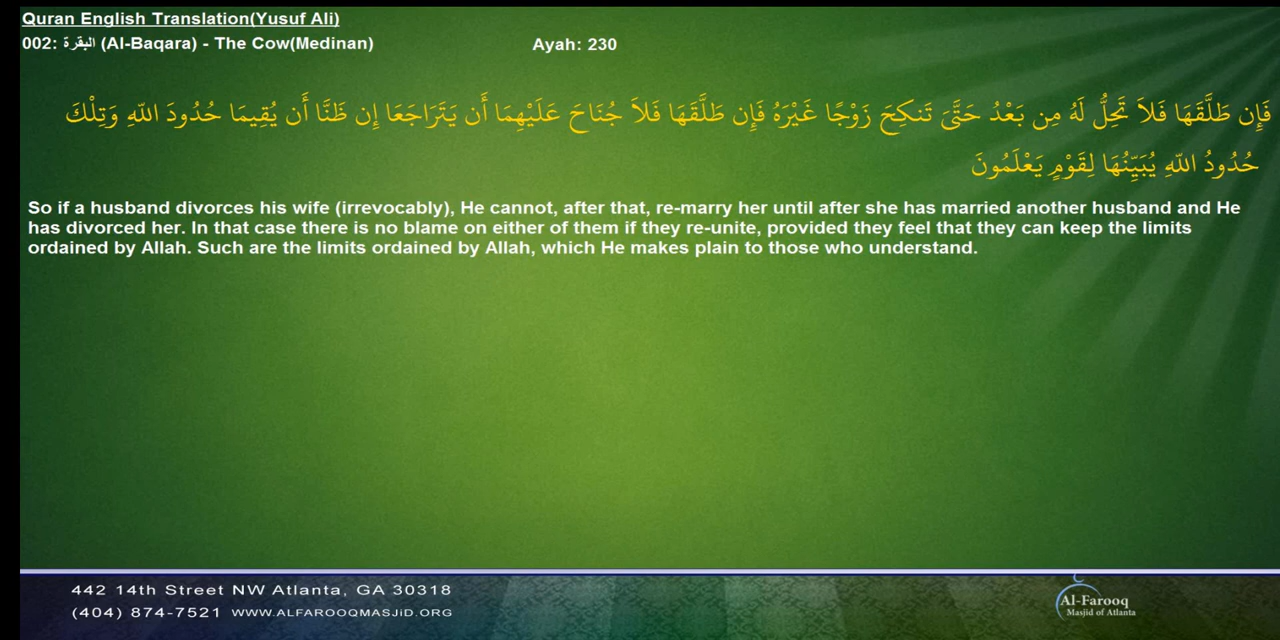 Quran English Translation(Yusuf Ali)
002: البقرة (Al-Baqara) - The Cow(Medinan) Ayah: 230
فَإِن طَلَّقَهَا فَلاَ تَحِلُّ لَهُ مِن بَعْدُ حَتَّىَ تَنكِحَ زَوْجًا غَيْرَهُ فَإِن طَلَّقَهَا فَلاَ جُنَاحَ عَلَيْهِمَا أَن يَتَرَاجَعَا إِن ظَنَّا أَن يُقِيمَا حُدُودَ اللّهِ وَتِلْكَ
حُدُودُ اللّهِ يُبَيِّنُهَا لِقَوْمٍ يَعْلَمُونَ
So if a husband divorces his wife (irrevocably), He cannot, after that, re-marry her until after she has married another husband and He
has divorced her. In that case there is no blame on either of them if they re-unite, provided they feel that they can keep the limits
ordained by Allah. Such are the limits ordained by Allah, which He makes plain to those who understand.
442 14th Street NW Atlanta, GA 30318
(404) 874-7521 WWW.ALFAROOQMASJiD.ORG
Al-Farooq
Masjid of Atlanta